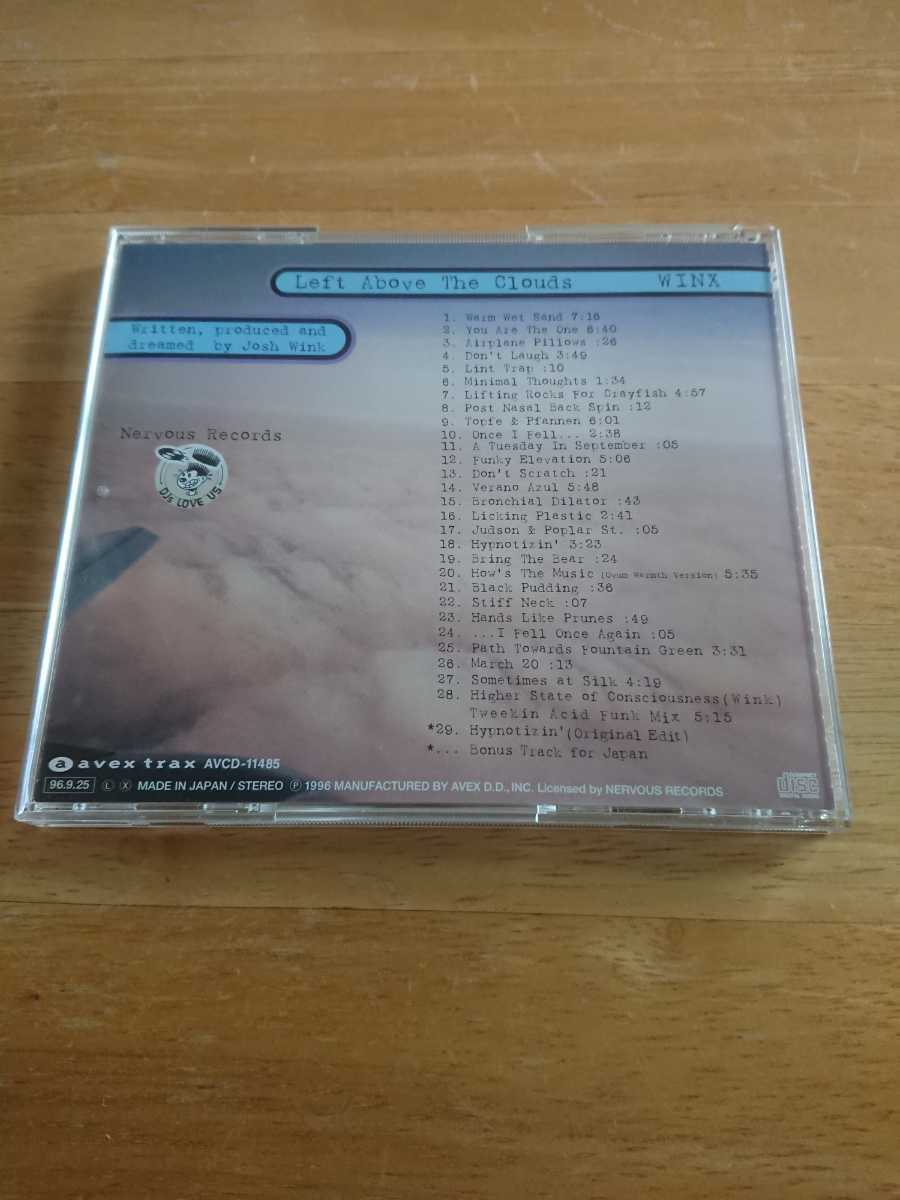 Left Above The Clouds WINX
Written, produced and
dreamed by Josh Wink
Nervous Records
DJs LOVE US
1. Warm Wet Sand 7:16
2. You Are The One 6:40
3. Airplane Pillows :26
4. Don't Laugh 3:49
5. Lint Trap :10
6. Minimal Thoughts 1:34
7. Lifting Rocks For Crayfish 4:57
8. Post Nasal Back Spin :12
9. Topfe & Pfannen 6:01
10. Once I Fell... 2:38
11. A Tuesday In September :05
12. Funky Elevation 5:06
13. Don't Scratch :21
14. Verano Azul 5:48
15. Bronchial Dilator :43
16. Licking Plastic 2:41
17. Judson & Poplar St. :05
18. Hypnotizin' 3:23
19. Bring The Bear :24
20. How's The Music (Ovum Warmth Version) 5:35
21. Black Pudding :36
22. Stiff Neck :07
23. Hands Like Prunes :49
24. ...I Fell Once Again :05
25. Path Towards Fountain Green 3:31
26. March 20 :13
27. Sometimes at Silk 4:19
28. Higher State of Consciousness(Wink)
Tweekin Acid Funk Mix 5:15
*29. Hypnotizin'(Original Edit)
*... Bonus Track for Japan
a avex trax AVCD-11485
96.9.25 L X MADE IN JAPAN / STEREO ℗ 1996 MANUFACTURED BY AVEX D.D., INC. Licensed by NERVOUS RECORDS
COMPACT
disc
DIGITAL AUDIO